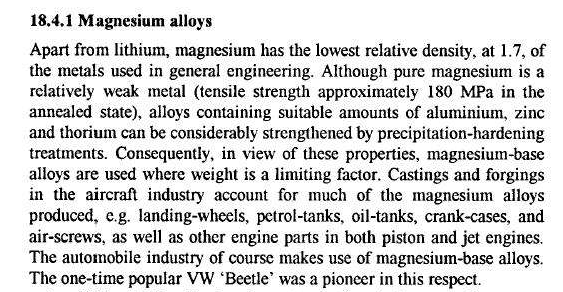 18.4.1 Magnesium alloys
Apart from lithium, magnesium has the lowest relative density, at 1.7, of
the metals used in general engineering. Although pure magnesium is a
relatively weak metal (tensile strength approximately 180 MPa in the
annealed state), alloys containing suitable amounts of aluminium, zinc
and thorium can be considerably strengthened by precipitation-hardening
treatments. Consequently, in view of these properties, magnesium-base
alloys are used where weight is a limiting factor. Castings and forgings
in the aircraft industry account for much of the magnesium alloys
produced, e.g. landing-wheels, petrol-tanks, oil-tanks, crank-cases, and
air-screws, as well as other engine parts in both piston and jet engines.
The automobile industry of course makes use of magnesium-base alloys.
The one-time popular VW ‘Beetle’ was a pioneer in this respect.